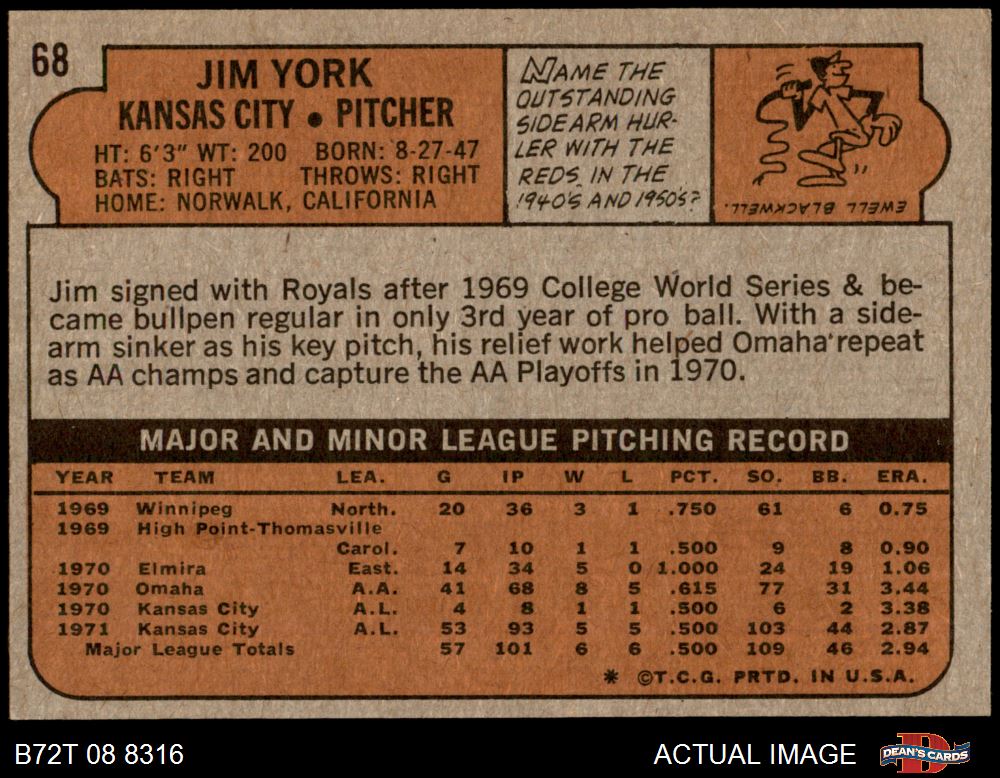 68
JIM YORK
KANSAS CITY • PITCHER
HT: 6'3" WT: 200 BORN: 8-27-47
BATS: RIGHT THROWS: RIGHT
HOME: NORWALK, CALIFORNIA
NAME THE
OUTSTANDING
SIDEARM HUR-
LER WITH THE
REDS IN THE
1940'S AND 1950'S?
EWELL BLACKWELL.
Jim signed with Royals after 1969 College World Series & be-
came bullpen regular in only 3rd year of pro ball. With a side-
arm sinker as his key pitch, his relief work helped Omaha repeat
as AA champs and capture the AA Playoffs in 1970.
MAJOR AND MINOR LEAGUE PITCHING RECORD
YEAR TEAM LEA. G IP W L PCT. SO. BB. ERA.
1969 Winnipeg North. 20 36 3 1 .750 61 6 0.75
1969 High Point-Thomasville
Carol. 7 10 1 1 .500 9 8 0.90
1970 Elmira East. 14 34 5 0 1.000 24 19 1.06
1970 Omaha A.A. 41 68 8 5 .615 77 31 3.44
1970 Kansas City A.L. 4 8 1 1 .500 6 2 3.38
1971 Kansas City A.L. 53 93 5 5 .500 103 44 2.87
Major League Totals 57 101 6 6 .500 109 46 2.94
* ©T.C.G. PRTD. IN U.S.A.
B72T 08 8316 ACTUAL IMAGE DEAN'S CARDS